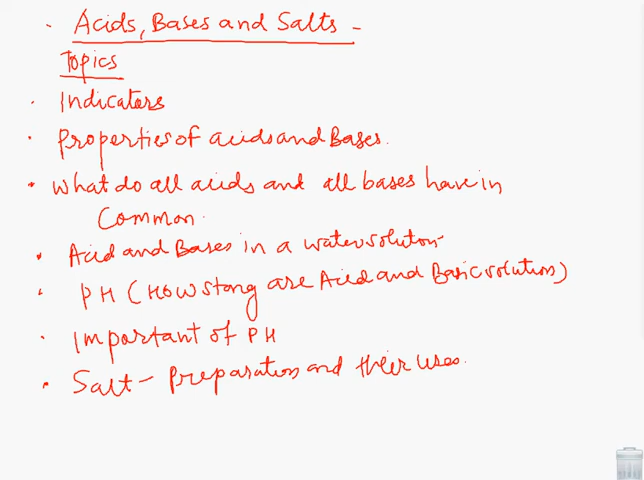 Acids, Bases and Salts -
Topics
Indicators
Properties of acids and Bases.
What do all acids and all bases have in
Common.
Acid and Bases in a water solution
PH (How stong are Acid and Basic solution)
Important of PH
Salt - Preparation and their uses.